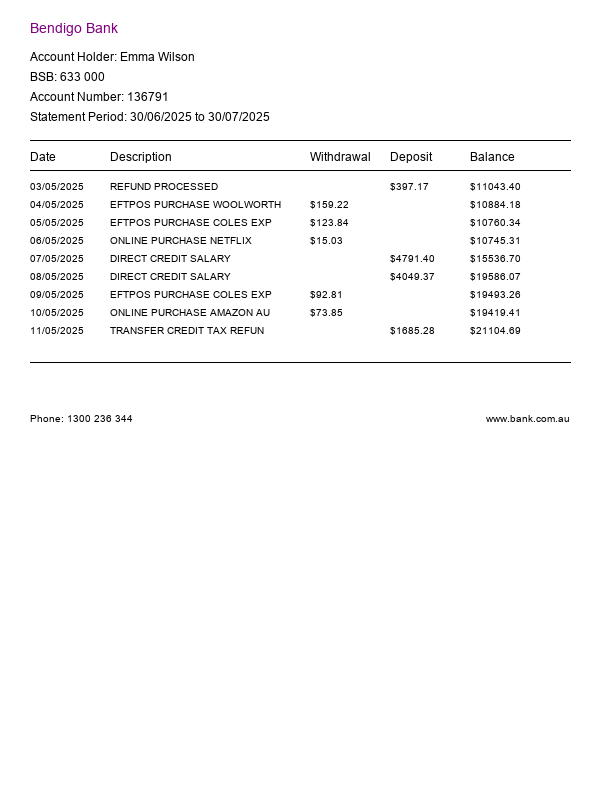 Bendigo Bank
Account Holder: Emma Wilson
BSB: 633 000
Account Number: 136791
Statement Period: 30/06/2025 to 30/07/2025
Date Description Withdrawal Deposit Balance
03/05/2025 REFUND PROCESSED $397.17 $11043.40
04/05/2025 EFTPOS PURCHASE WOOLWORTH $159.22 $10884.18
05/05/2025 EFTPOS PURCHASE COLES EXP $123.84 $10760.34
06/05/2025 ONLINE PURCHASE NETFLIX $15.03 $10745.31
07/05/2025 DIRECT CREDIT SALARY $4791.40 $15536.70
08/05/2025 DIRECT CREDIT SALARY $4049.37 $19586.07
09/05/2025 EFTPOS PURCHASE COLES EXP $92.81 $19493.26
10/05/2025 ONLINE PURCHASE AMAZON AU $73.85 $19419.41
11/05/2025 TRANSFER CREDIT TAX REFUN $1685.28 $21104.69
Phone: 1300 236 344 www.bank.com.au